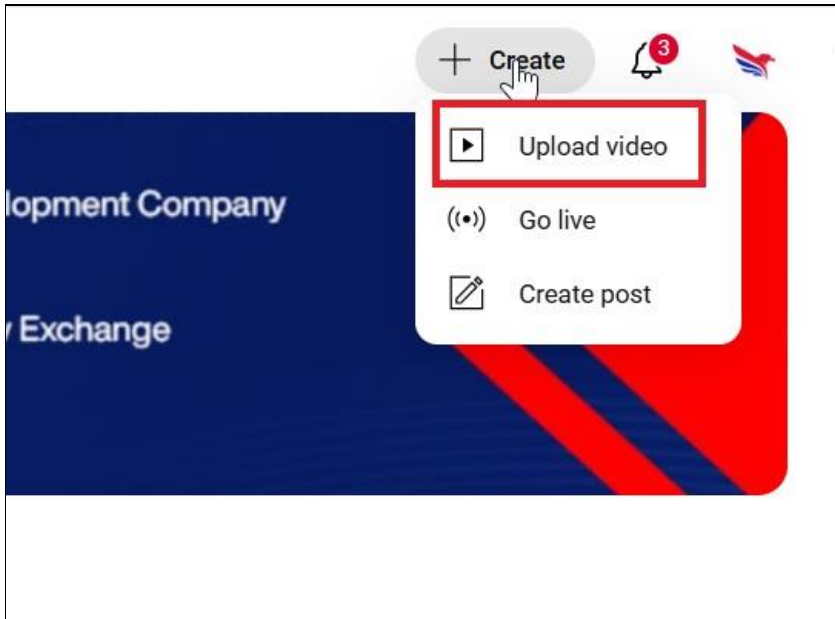 Create
3
Upload video
lopment Company
Go live
Create post
Exchange